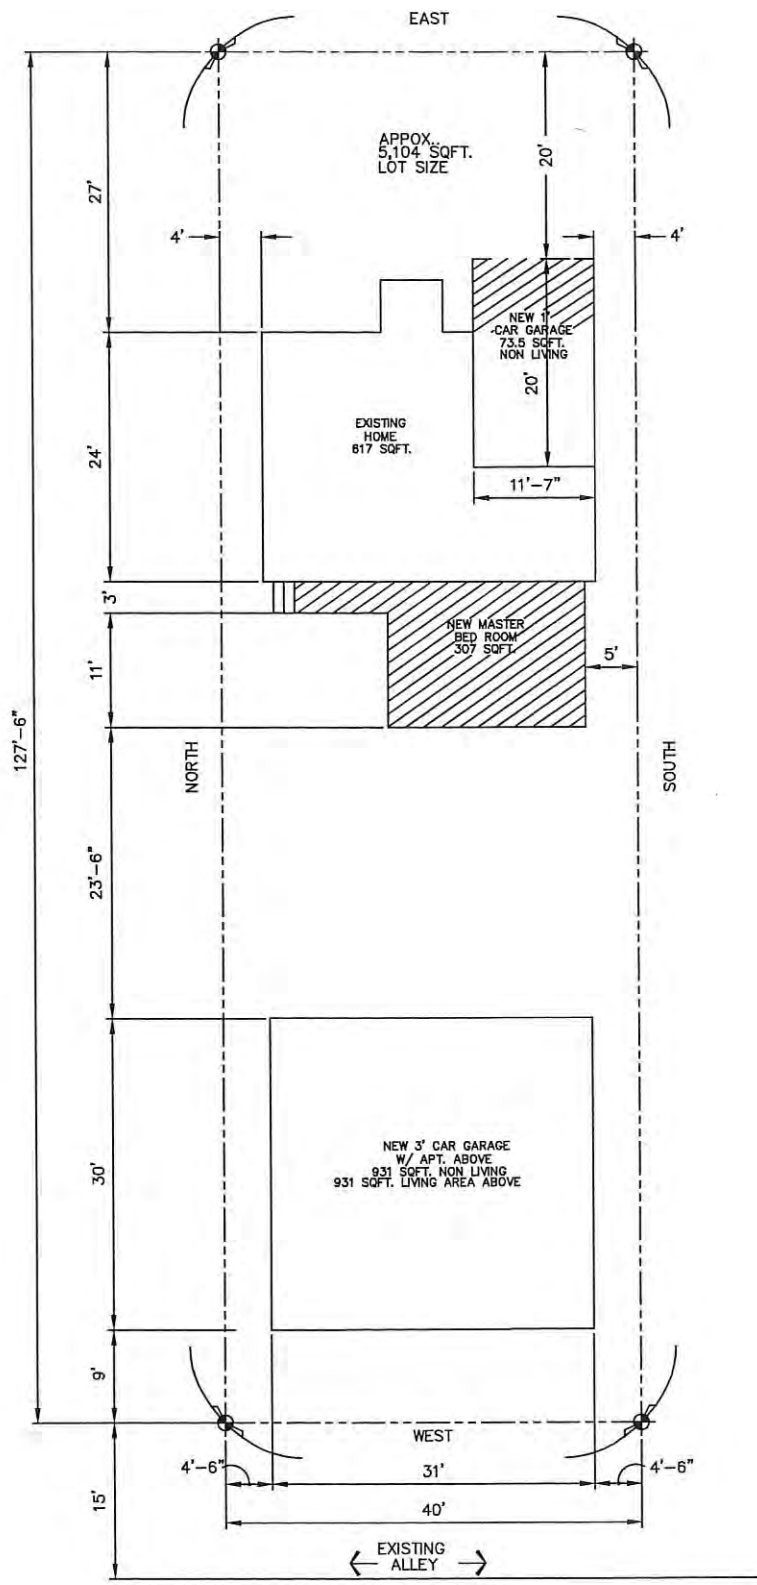 EAST
APPOX..
5,104 SQFT.
LOT SIZE
27'
20'
4'
4'
NEW 1'
CAR GARAGE
73.5 SQFT.
NON LIVING
20'
EXISTING
HOME
617 SQFT.
24'
11'-7"
3'
NEW MASTER
BED ROOM
307 SQFT.
11'
5'
127'-6"
NORTH
SOUTH
23'-6"
NEW 3' CAR GARAGE
W/ APT. ABOVE
931 SQFT. NON LIVING
931 SQFT. LIVING AREA ABOVE
30'
9'
WEST
4'-6"
31'
4'-6"
40'
15'
EXISTING
ALLEY